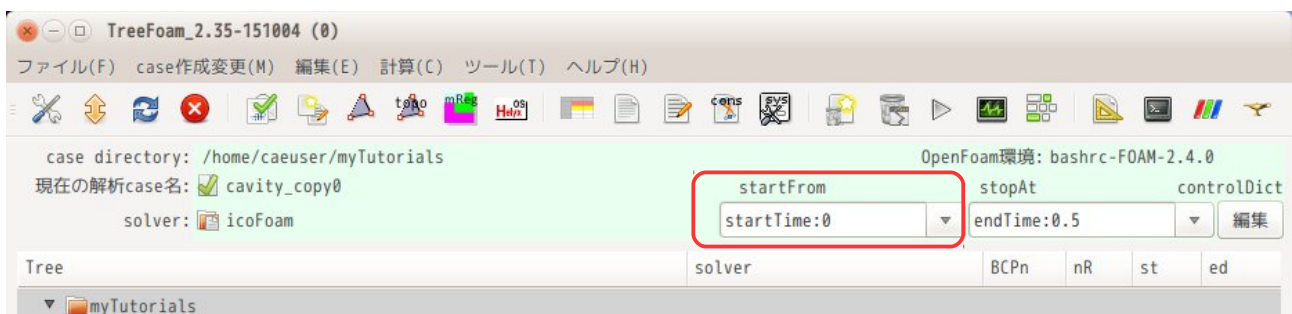 TreeFoam_2.35-151004 (0)
ファイル(F) case作成変更(M) 編集(E) 計算(C) ツール(T) ヘルプ(H)
topo mReg OS Helyx cons sys
case directory: /home/caeuser/myTutorials OpenFoam環境: bashrc-FOAM-2.4.0
現在の解析case名: cavity_copy0 startFrom stopAt controlDict
solver: icoFoam startTime:0 endTime:0.5 編集
Tree solver BCPn nR st ed
myTutorials